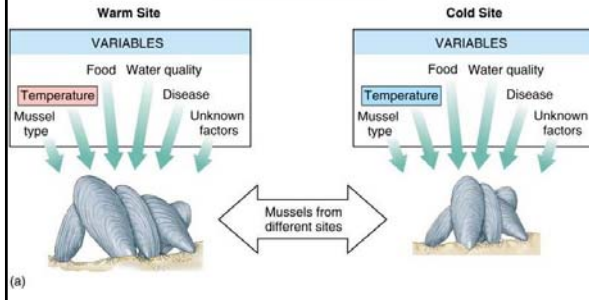 Warm Site
VARIABLES
Food Water quality
Temperature
Disease
Mussel
type
Unknown
factors
Cold Site
VARIABLES
Food Water quality
Temperature
Disease
Mussel
type
Unknown
factors
Mussels from
different sites
(a)